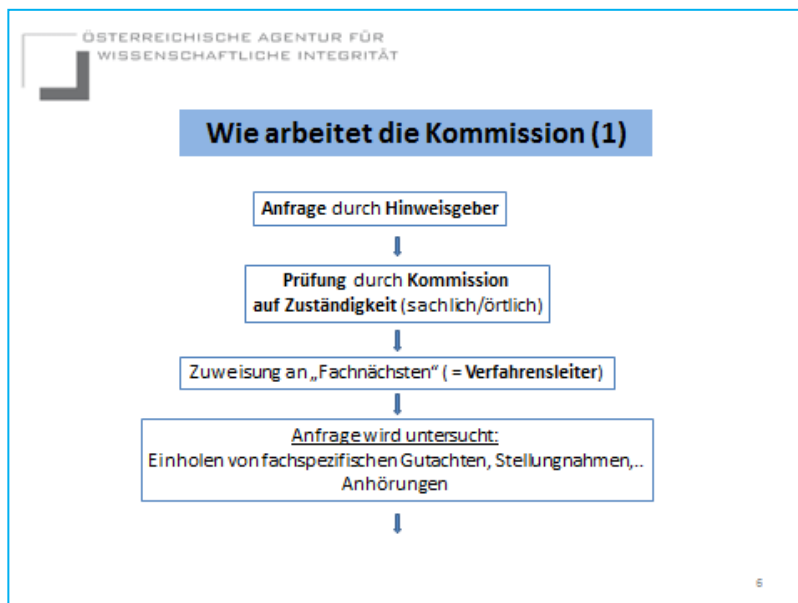 ÖSTERREICHISCHE AGENTUR FÜR
WISSENSCHAFTLICHE INTEGRITÄT
Wie arbeitet die Kommission (1)
Anfrage durch Hinweisgeber
Prüfung durch Kommission
auf Zuständigkeit (sachlich/örtlich)
Zuweisung an „Fachnächsten“ ( = Verfahrensleiter)
Anfrage wird untersucht:
Einholen von fachspezifischen Gutachten, Stellungnahmen,..
Anhörungen
6